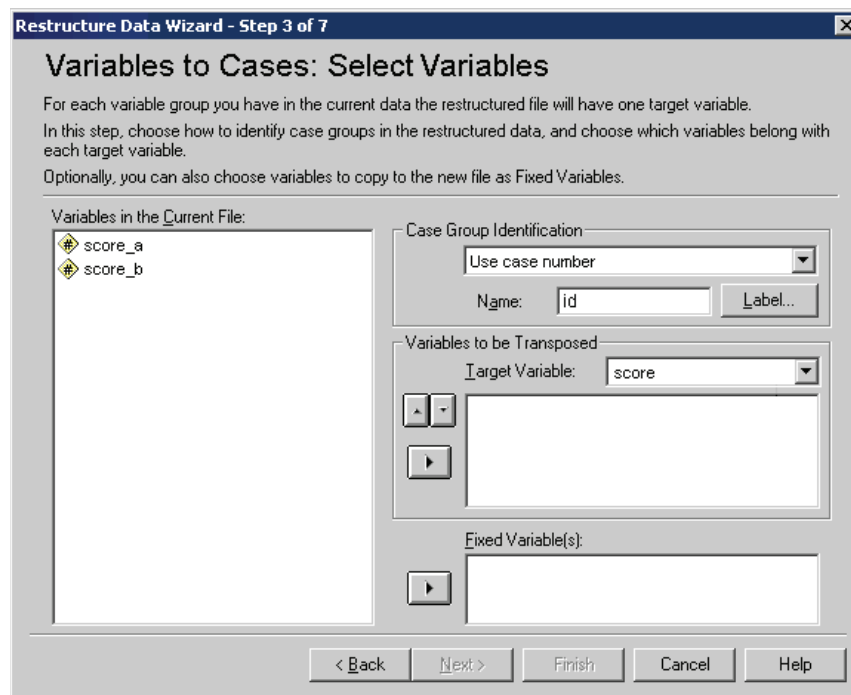 Restructure Data Wizard - Step 3 of 7
Variables to Cases: Select Variables
For each variable group you have in the current data the restructured file will have one target variable.
In this step, choose how to identify case groups in the restructured data, and choose which variables belong with
each target variable.
Optionally, you can also choose variables to copy to the new file as Fixed Variables.
Variables in the Current File:
score_a
score_b
Case Group Identification
Use case number
Name: id Label...
Variables to be Transposed
Target Variable: score
Fixed Variable(s):
< Back Next > Finish Cancel Help